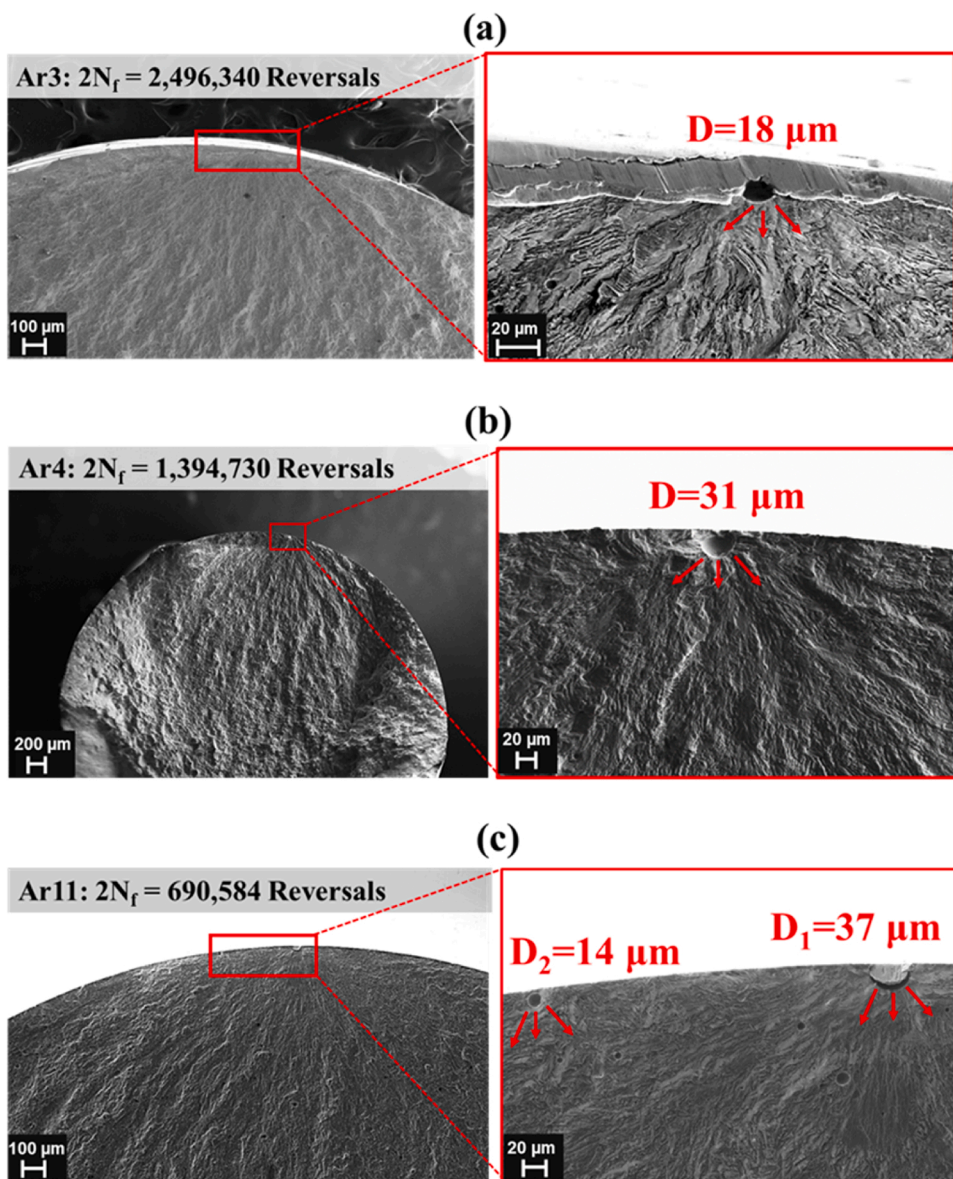 (a)
Ar3: 2Nf = 2,496,340 Reversals
D=18 μm
100 μm
20 μm
(b)
Ar4: 2Nf = 1,394,730 Reversals
D=31 μm
200 μm
20 μm
(c)
Ar11: 2Nf = 690,584 Reversals
D₂=14 μm
D₁=37 μm
100 μm
20 μm